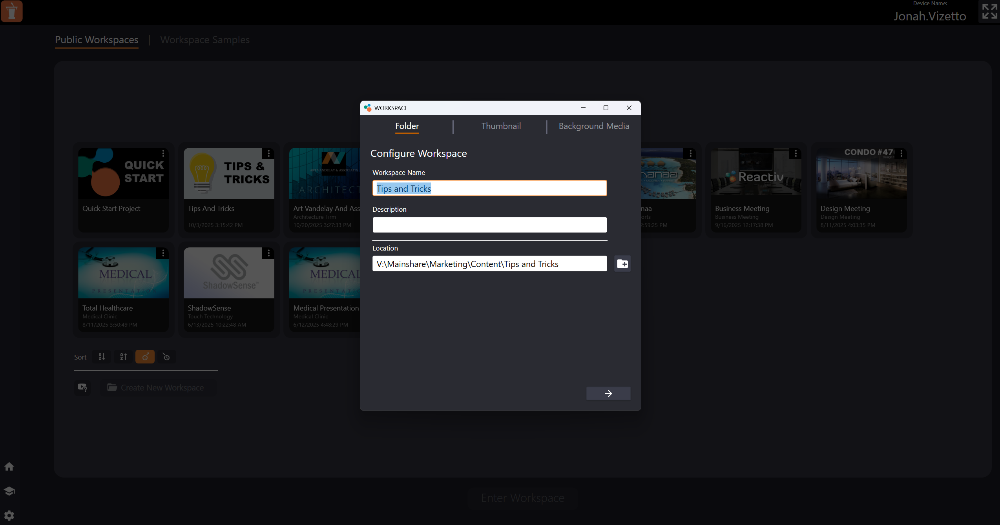 Device Name:
Jonah.Vizetto
Public Workspaces | Workspace Samples
WORKSPACE
Folder
Thumbnail
Background Media
Configure Workspace
Workspace Name
Tips and Tricks
Description
Location
V:\Mainshare\Marketing\Content\Tips and Tricks
QUICK
START
Quick Start Project
TIPS &
TRICKS
Tips And Tricks
10/3/2025 3:15:42 PM
ART VANDELAY & ASSOCIATES
ARCHITECT
Art Vandelay And Ass
Architecture Firm
10/20/2025 3:27:33 PM
anaa
naa
orts
2:59:25 PM
Reactiv
Business Meeting
Business Meeting
9/16/2025 12:17:38 PM
CONDO #470
Design Meeting
Design Meeting
8/11/2025 4:03:35 PM
MEDICAL
PRESENTATION
Total Healthcare
Medical Clinic
8/11/2025 3:50:49 PM
ShadowSense™
ShadowSense
Touch Technology
6/13/2025 10:22:48 AM
MEDICAL
PRESENTATIO
Medical Presentation
Medical Clinic
6/12/2025 4:48:29 PM
Sort
Create New Workspace
Enter Workspace